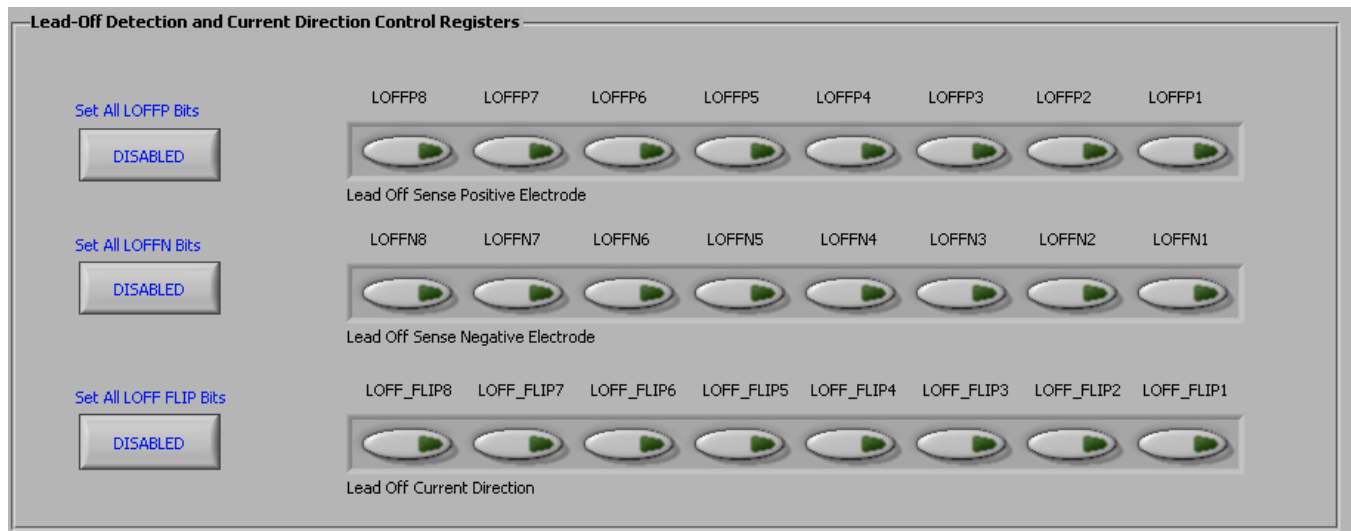 Lead-Off Detection and Current Direction Control Registers
Set All LOFFP Bits
DISABLED
LOFFP8 LOFFP7 LOFFP6 LOFFP5 LOFFP4 LOFFP3 LOFFP2 LOFFP1
Lead Off Sense Positive Electrode
Set All LOFFN Bits
DISABLED
LOFFN8 LOFFN7 LOFFN6 LOFFN5 LOFFN4 LOFFN3 LOFFN2 LOFFN1
Lead Off Sense Negative Electrode
Set All LOFF FLIP Bits
DISABLED
LOFF_FLIP8 LOFF_FLIP7 LOFF_FLIP6 LOFF_FLIP5 LOFF_FLIP4 LOFF_FLIP3 LOFF_FLIP2 LOFF_FLIP1
Lead Off Current Direction